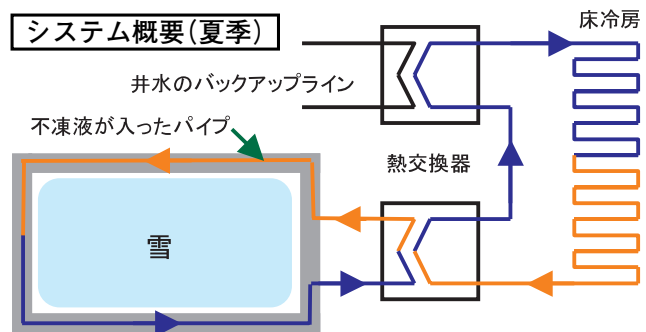 システム概要(夏季)
床冷房
井水のバックアップライン
不凍液が入ったパイプ
熱交換器
雪